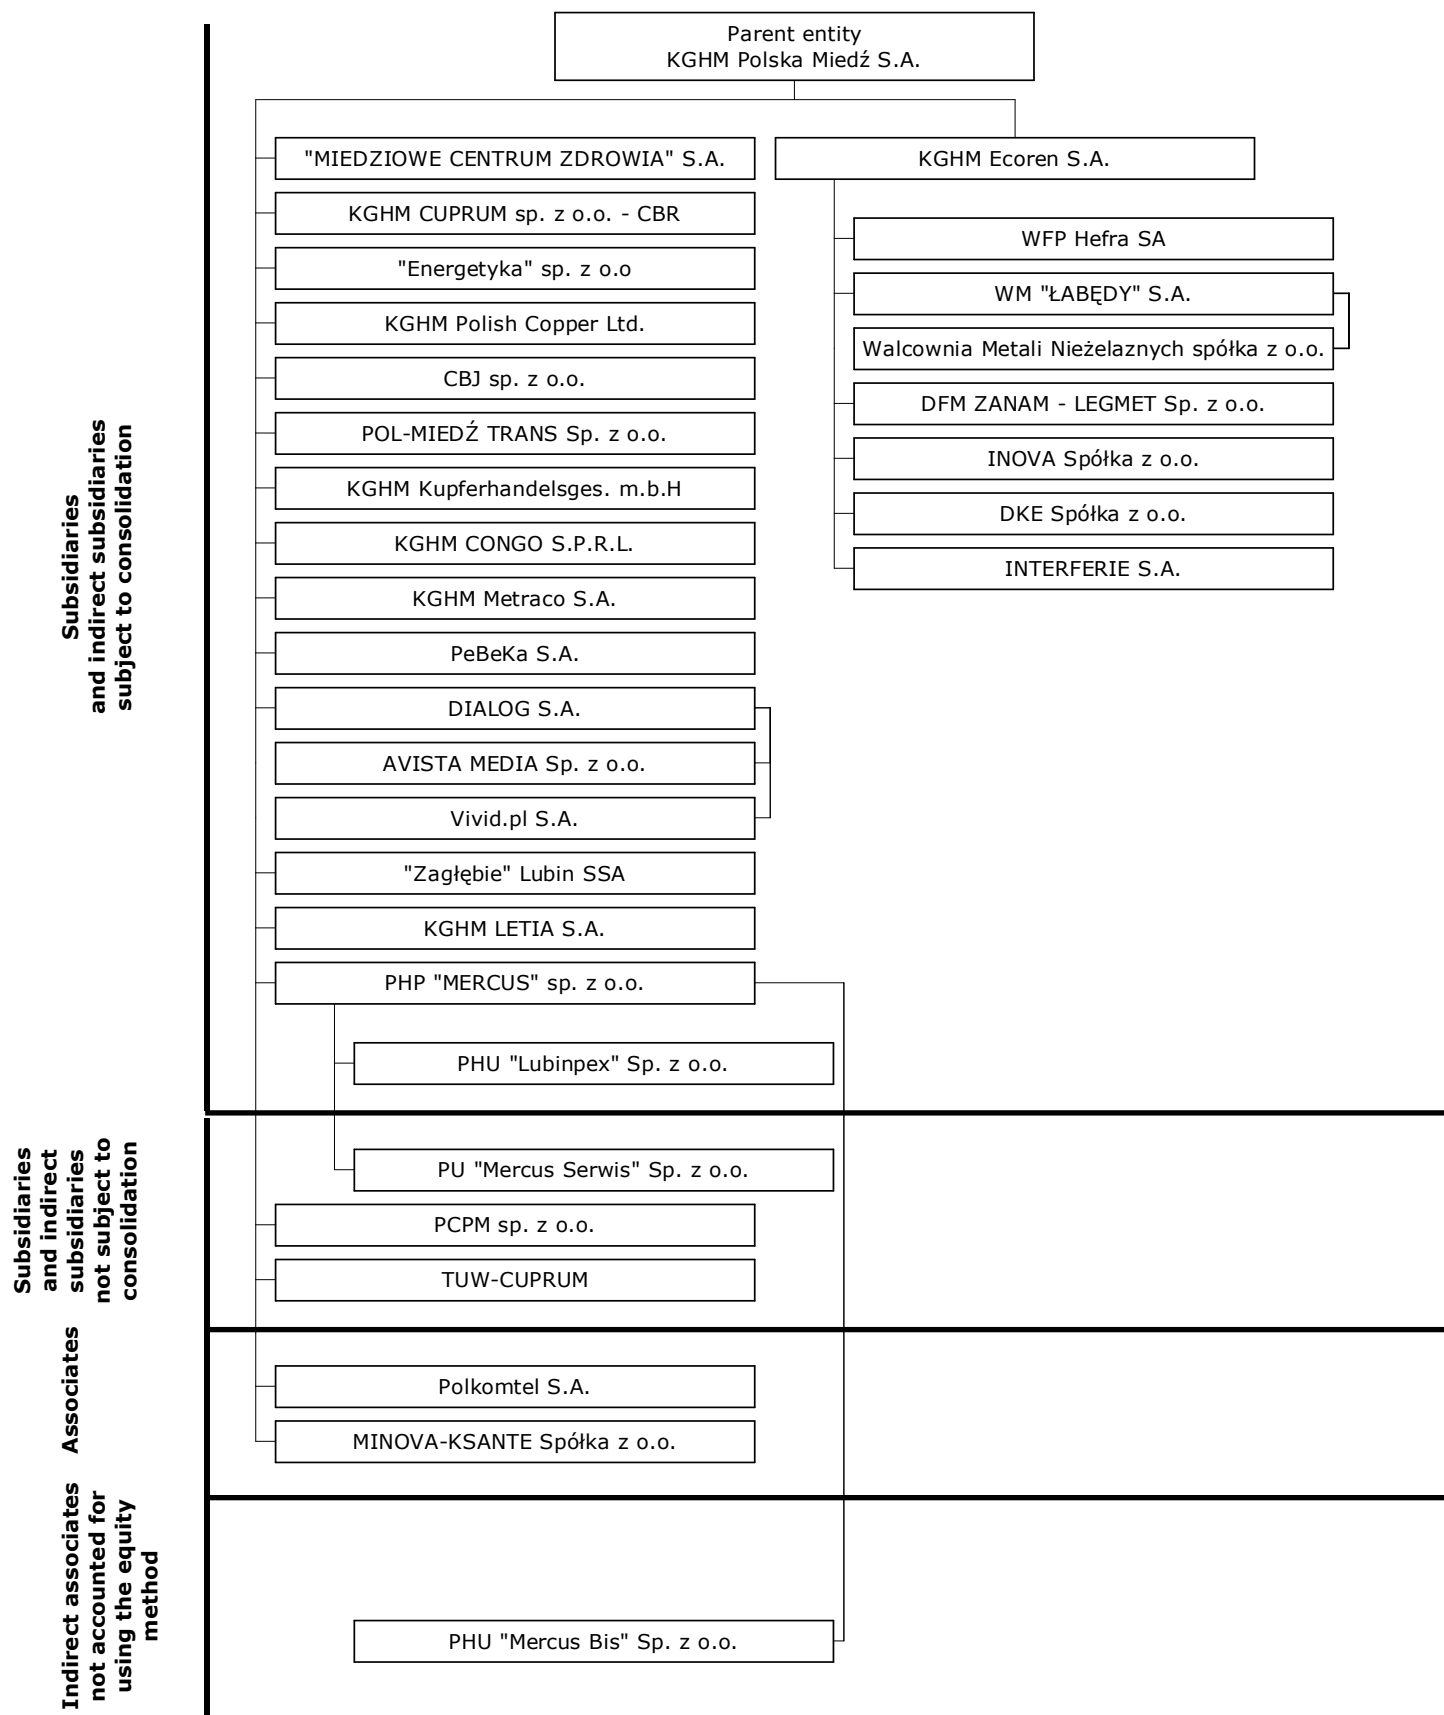 Parent entity
KGHM Polska Miedź S.A.
Subsidiaries
and indirect subsidiaries
subject to consolidation
"MIEDZIOWE CENTRUM ZDROWIA" S.A.
KGHM CUPRUM sp. z o.o. - CBR
"Energetyka" sp. z o.o
KGHM Polish Copper Ltd.
CBJ sp. z o.o.
POL-MIEDŹ TRANS Sp. z o.o.
KGHM Kupferhandelsges. m.b.H
KGHM CONGO S.P.R.L.
KGHM Metraco S.A.
PeBeKa S.A.
DIALOG S.A.
AVISTA MEDIA Sp. z o.o.
Vivid.pl S.A.
"Zagłębie" Lubin SSA
KGHM LETIA S.A.
PHP "MERCUS" sp. z o.o.
PHU "Lubinpex" Sp. z o.o.
KGHM Ecoren S.A.
WFP Hefra SA
WM "ŁABĘDY" S.A.
Walcownia Metali Nieżelaznych spółka z o.o.
DFM ZANAM - LEGMET Sp. z o.o.
INOVA Spółka z o.o.
DKE Spółka z o.o.
INTERFERIE S.A.
Subsidiaries
and indirect
subsidiaries
not subject to
consolidation
PU "Mercus Serwis" Sp. z o.o.
PCPM sp. z o.o.
TUW-CUPRUM
Associates
Polkomtel S.A.
MINOVA-KSANTE Spółka z o.o.
Indirect associates
not accounted for
using the equity
method
PHU "Mercus Bis" Sp. z o.o.